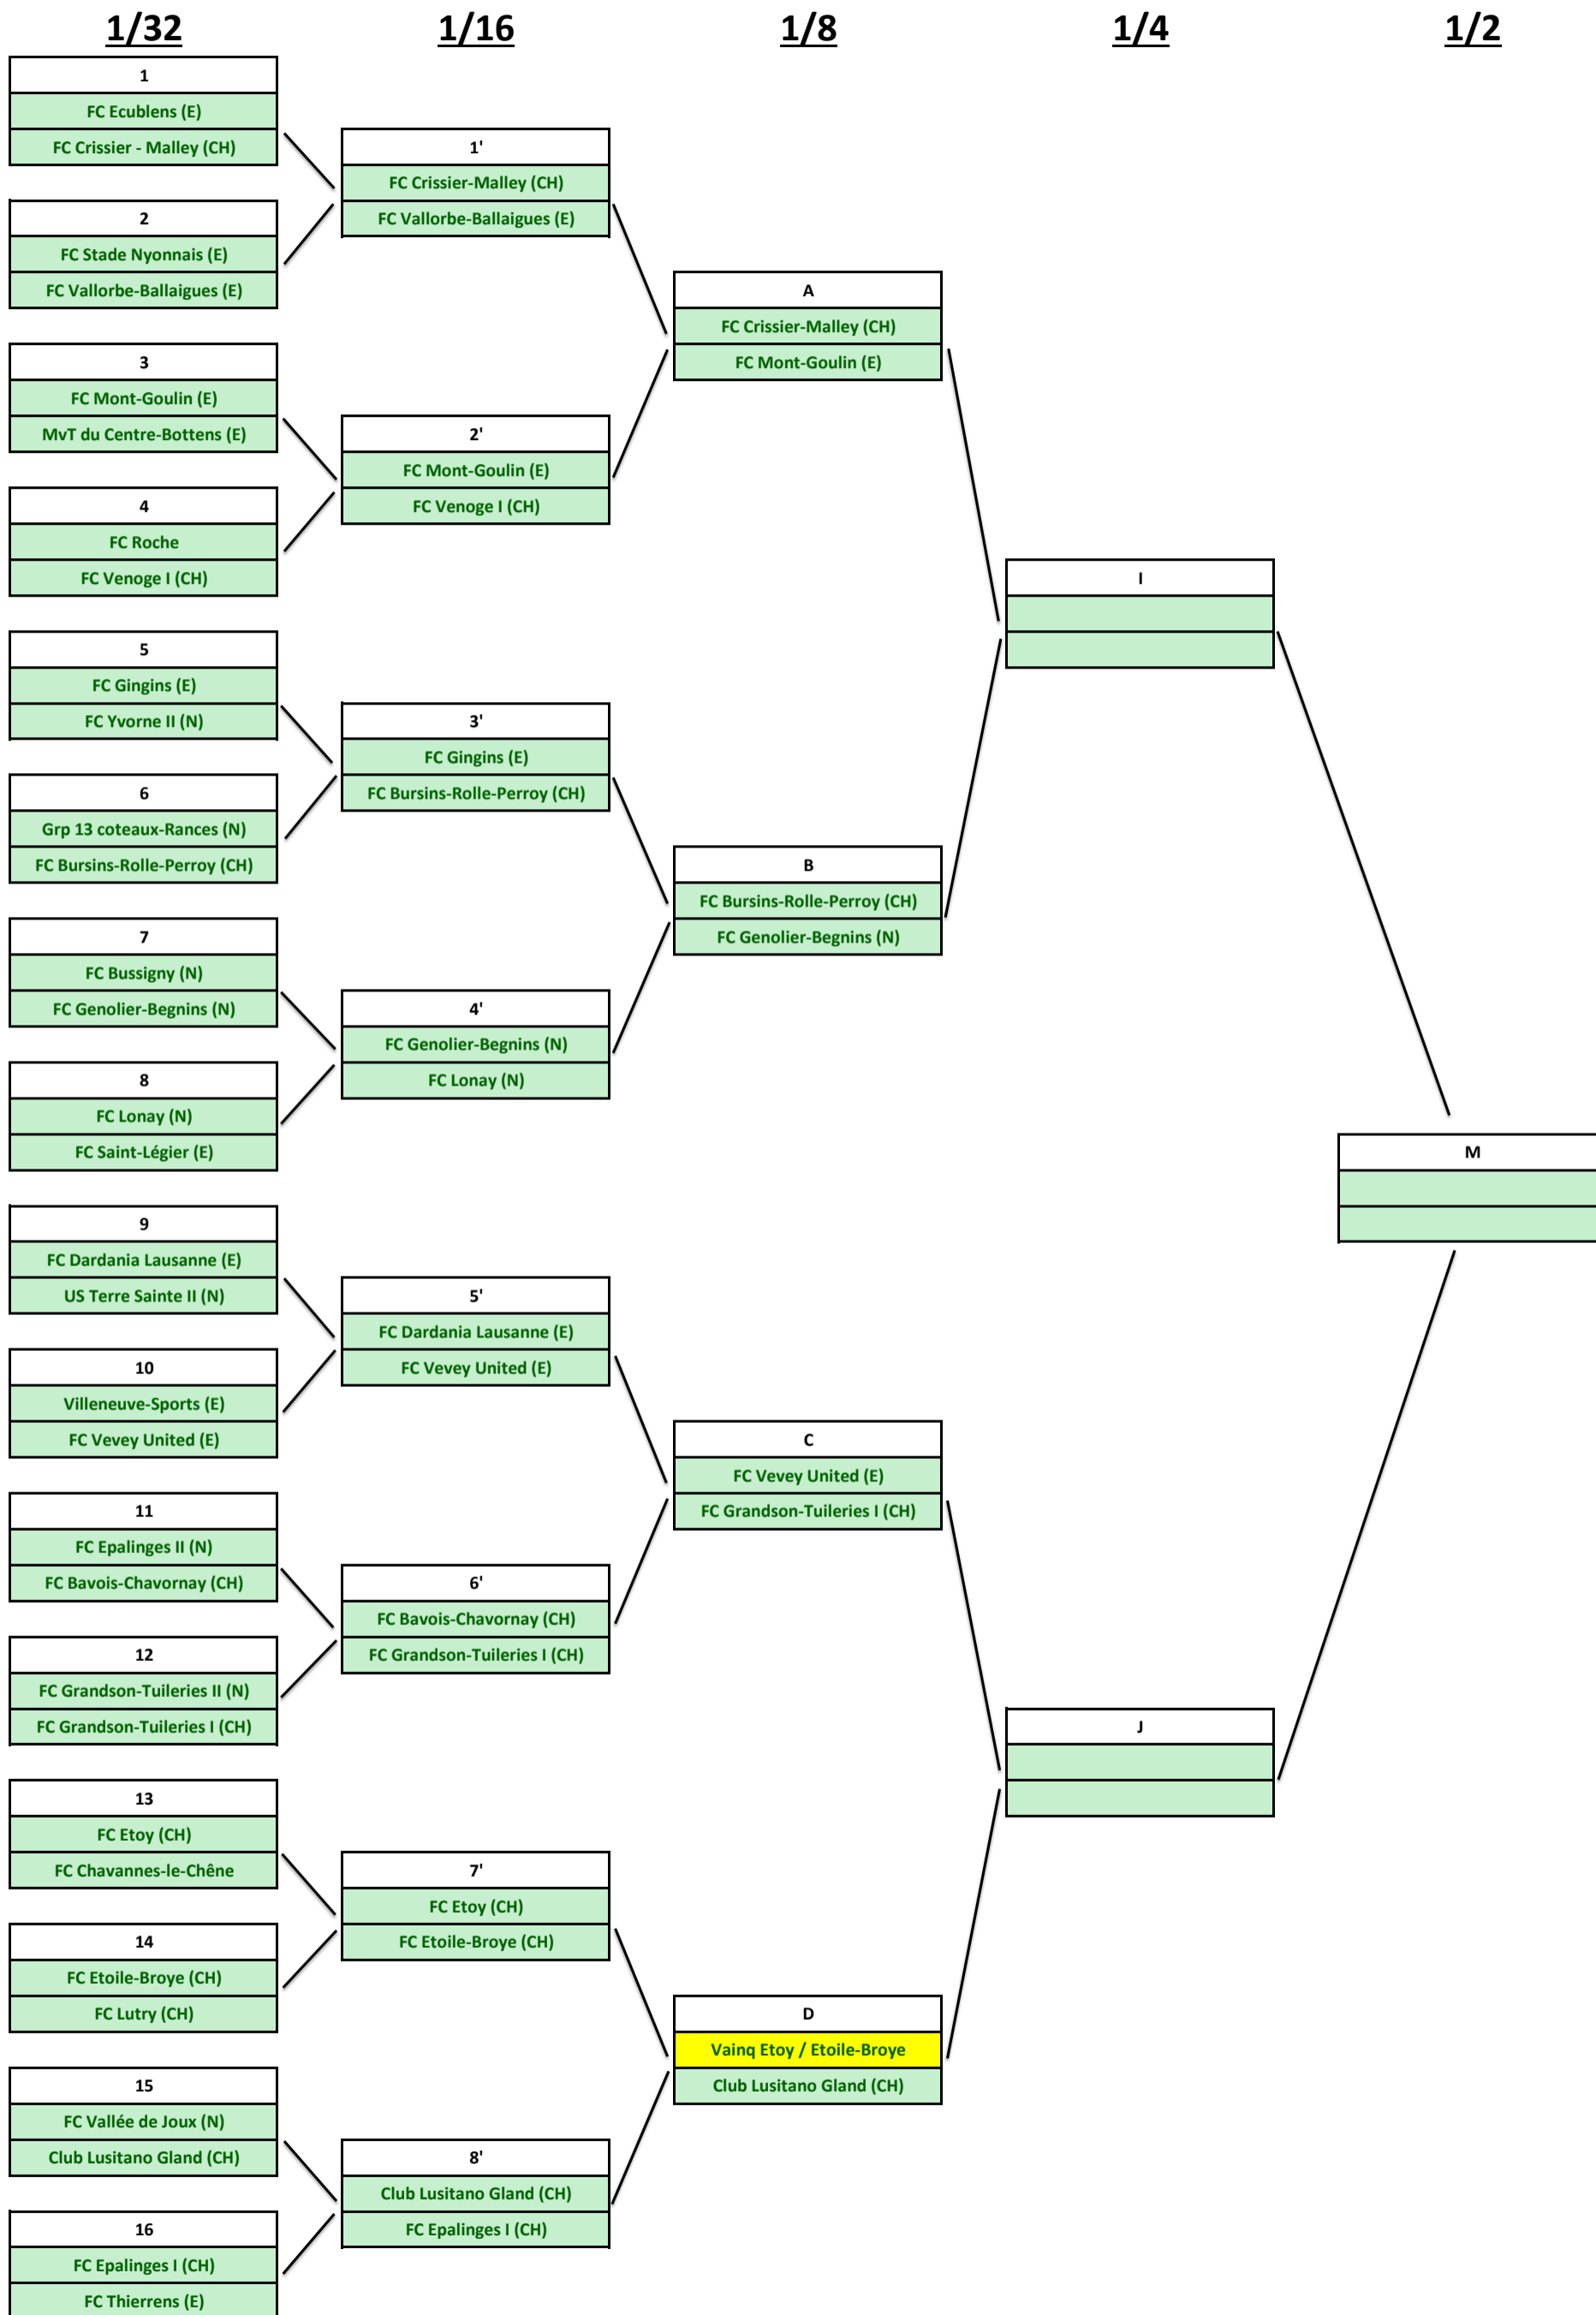 1/32
1/16
1/8
1/4
1/2
1
FC Ecublens (E)
FC Crissier - Malley (CH)
2
FC Stade Nyonnais (E)
FC Vallorbe-Ballaigues (E)
3
FC Mont-Goulin (E)
MvT du Centre-Bottens (E)
4
FC Roche
FC Venoge I (CH)
5
FC Gingins (E)
FC Yvorne II (N)
6
Grp 13 coteaux-Rances (N)
FC Bursins-Rolle-Perroy (CH)
7
FC Bussigny (N)
FC Genolier-Begnins (N)
8
FC Lonay (N)
FC Saint-Légier (E)
9
FC Dardania Lausanne (E)
US Terre Sainte II (N)
10
Villeneuve-Sports (E)
FC Vevey United (E)
11
FC Epalinges II (N)
FC Bavois-Chavornay (CH)
12
FC Grandson-Tuileries II (N)
FC Grandson-Tuileries I (CH)
13
FC Etoy (CH)
FC Chavannes-le-Chêne
14
FC Etoile-Broye (CH)
FC Lutry (CH)
15
FC Vallée de Joux (N)
Club Lusitano Gland (CH)
16
FC Epalinges I (CH)
FC Thierrens (E)
1'
FC Crissier-Malley (CH)
FC Vallorbe-Ballaigues (E)
2'
FC Mont-Goulin (E)
FC Venoge I (CH)
3'
FC Gingins (E)
FC Bursins-Rolle-Perroy (CH)
4'
FC Genolier-Begnins (N)
FC Lonay (N)
5'
FC Dardania Lausanne (E)
FC Vevey United (E)
6'
FC Bavois-Chavornay (CH)
FC Grandson-Tuileries I (CH)
7'
FC Etoy (CH)
FC Etoile-Broye (CH)
8'
Club Lusitano Gland (CH)
FC Epalinges I (CH)
A
FC Crissier-Malley (CH)
FC Mont-Goulin (E)
B
FC Bursins-Rolle-Perroy (CH)
FC Genolier-Begnins (N)
C
FC Vevey United (E)
FC Grandson-Tuileries I (CH)
D
Vainq Etoy / Etoile-Broye
Club Lusitano Gland (CH)
I
J
M